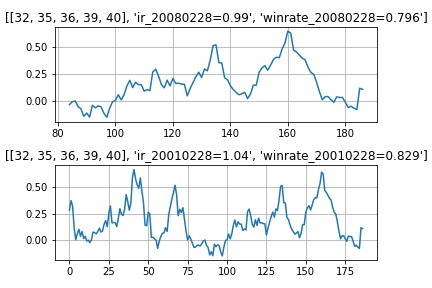 [[32, 35, 36, 39, 40], 'ir_20080228=0.99', 'winrate_20080228=0.796']
0.50
0.25
0.00
80 100 120 140 160 180
[[32, 35, 36, 39, 40], 'ir_20010228=1.04', 'winrate_20010228=0.829']
0.50
0.25
0.00
0 25 50 75 100 125 150 175